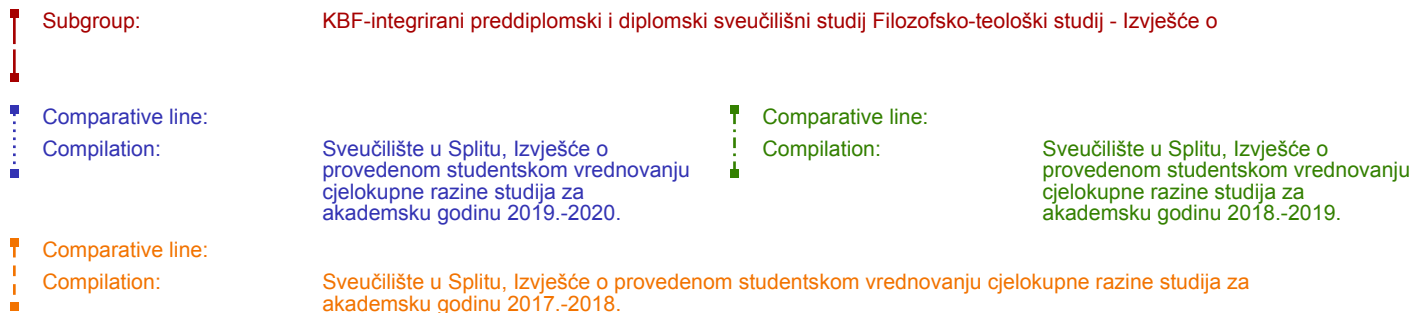 Subgroup: KBF-integrirani preddiplomski i diplomski sveučilišni studij Filozofsko-teološki studij - Izvješće o
Comparative line:
Compilation: Sveučilište u Splitu, Izvješće o
provedenom studentskom vrednovanju
cjelokupne razine studija za
akademsku godinu 2019.-2020.
Comparative line:
Compilation: Sveučilište u Splitu, Izvješće o
provedenom studentskom vrednovanju
cjelokupne razine studija za
akademsku godinu 2018.-2019.
Comparative line:
Compilation: Sveučilište u Splitu, Izvješće o provedenom studentskom vrednovanju cjelokupne razine studija za
akademsku godinu 2017.-2018.